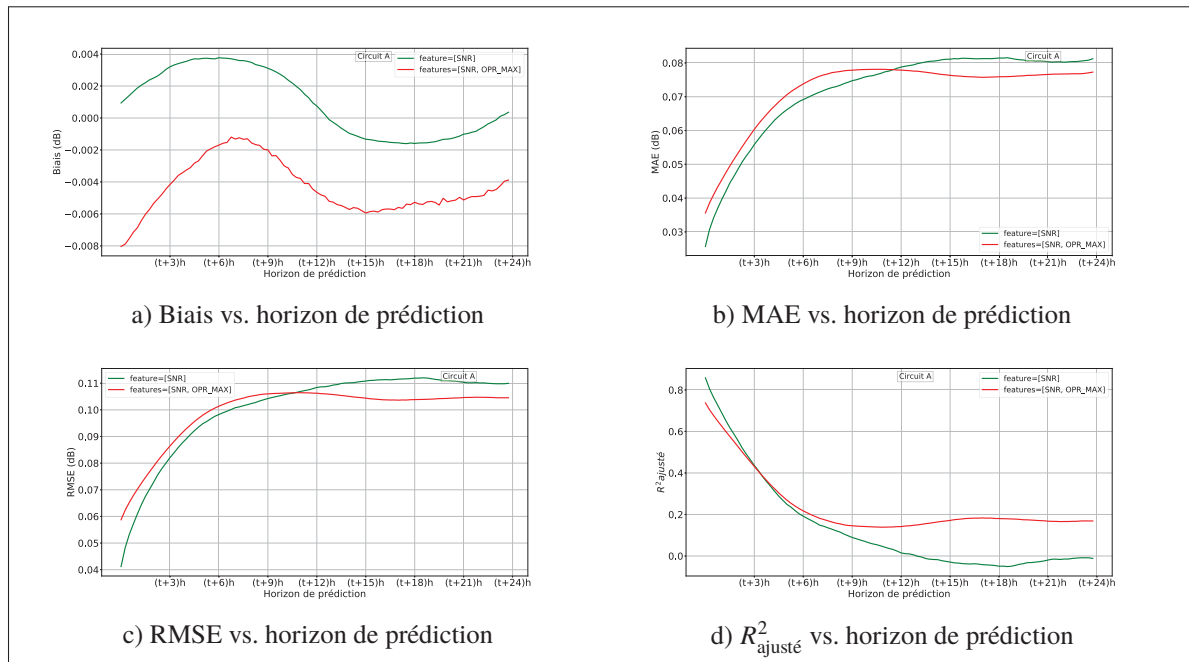 Circuit A
feature=[SNR]
features=[SNR, OPR_MAX]
0.004
0.002
0.000
−0.002
−0.004
−0.006
−0.008
Biais (dB)
(t+3)h (t+6)h (t+9)h (t+12)h (t+15)h (t+18)h (t+21)h (t+24)h
Horizon de prédiction
a) Biais vs. horizon de prédiction
Circuit A
0.08
0.07
0.06
0.05
0.04
0.03
MAE (dB)
feature=[SNR]
features=[SNR, OPR_MAX]
(t+3)h (t+6)h (t+9)h (t+12)h (t+15)h (t+18)h (t+21)h (t+24)h
Horizon de prédiction
b) MAE vs. horizon de prédiction
feature=[SNR]
features=[SNR, OPR_MAX]
Circuit A
0.11
0.10
0.09
0.08
0.07
0.06
0.05
0.04
RMSE (dB)
(t+3)h (t+6)h (t+9)h (t+12)h (t+15)h (t+18)h (t+21)h (t+24)h
Horizon de prédiction
c) RMSE vs. horizon de prédiction
Circuit A
feature=[SNR]
features=[SNR, OPR_MAX]
0.8
0.6
0.4
0.2
0.0
R²ajusté
(t+3)h (t+6)h (t+9)h (t+12)h (t+15)h (t+18)h (t+21)h (t+24)h
Horizon de prédiction
d) R²ajusté vs. horizon de prédiction